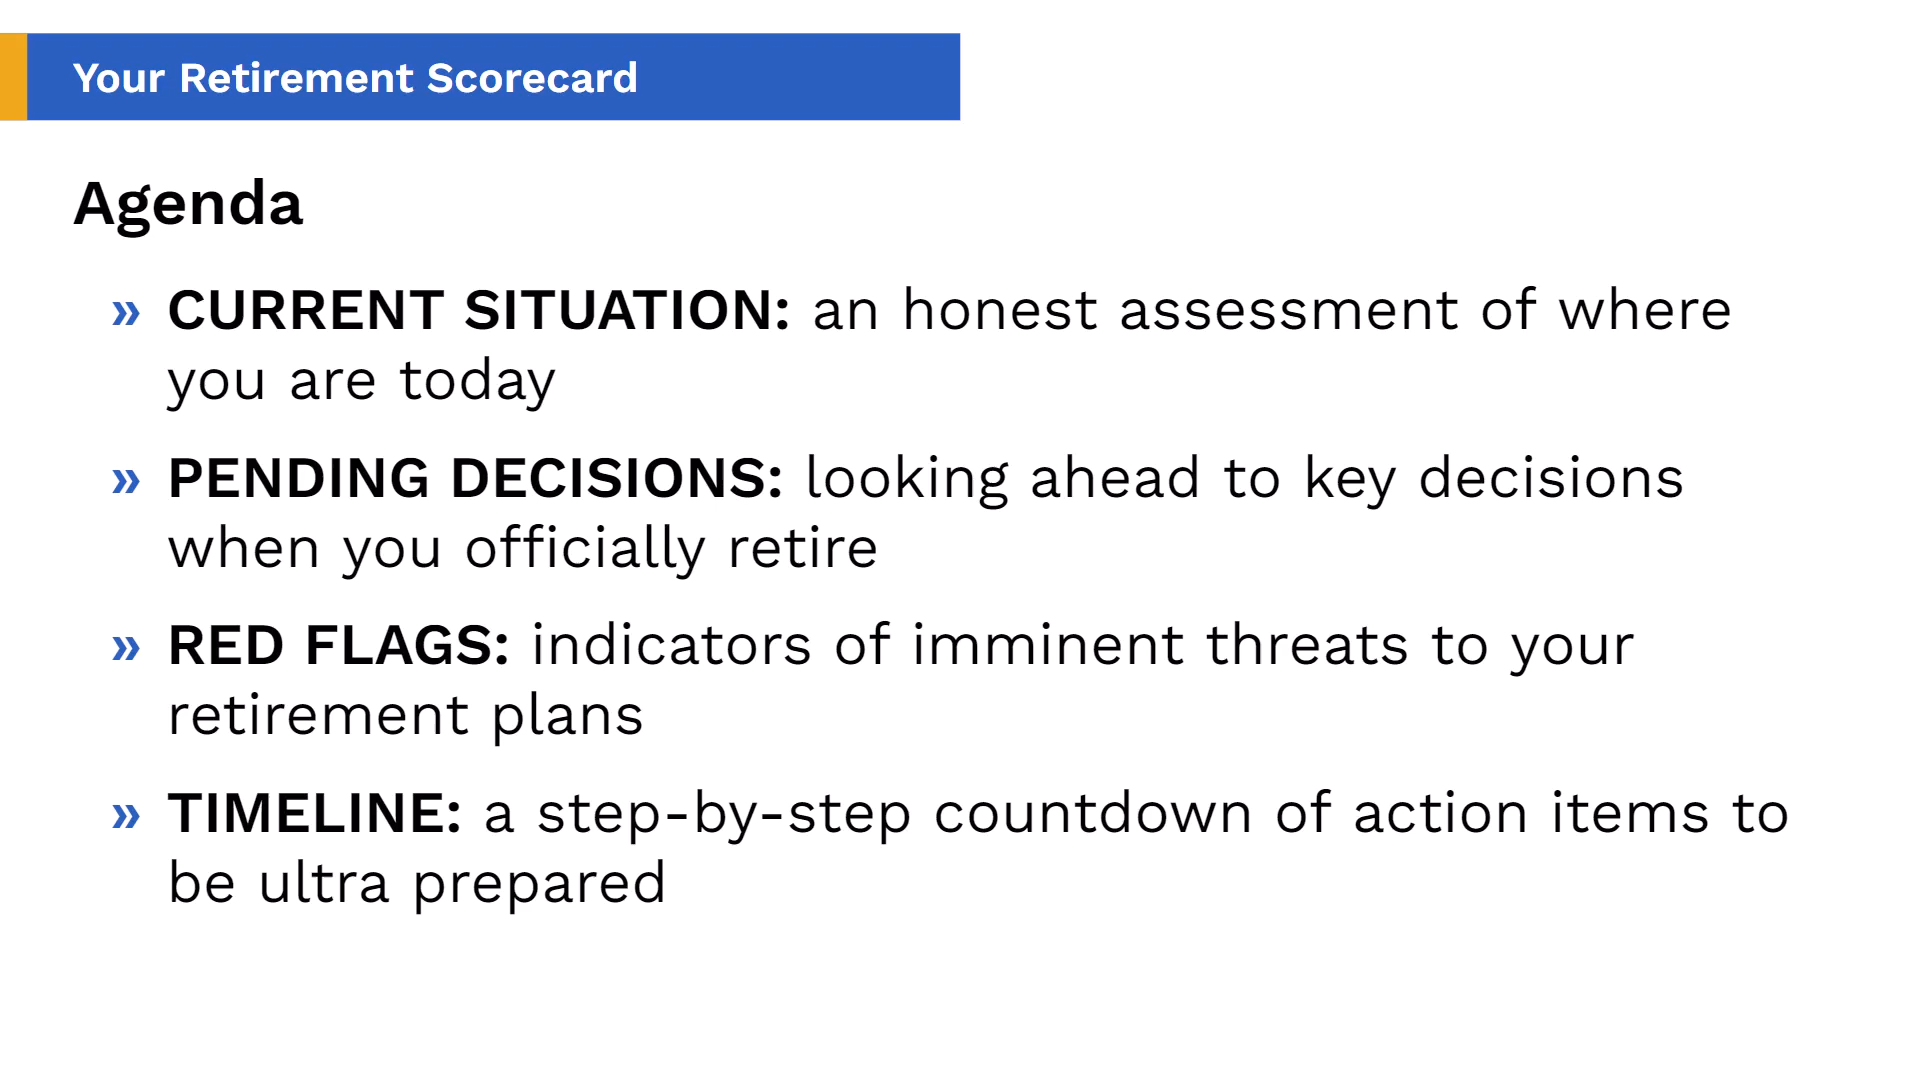 Your Retirement Scorecard
Agenda
» CURRENT SITUATION: an honest assessment of where
you are today
» PENDING DECISIONS: looking ahead to key decisions
when you officially retire
» RED FLAGS: indicators of imminent threats to your
retirement plans
» TIMELINE: a step-by-step countdown of action items to
be ultra prepared